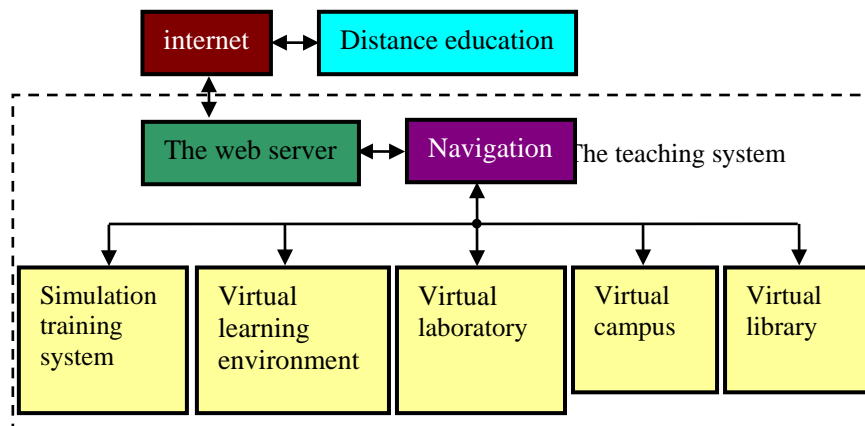 internet
Distance education
The web server
Navigation
The teaching system
Simulation
training
system
Virtual
learning
environment
Virtual
laboratory
Virtual
campus
Virtual
library